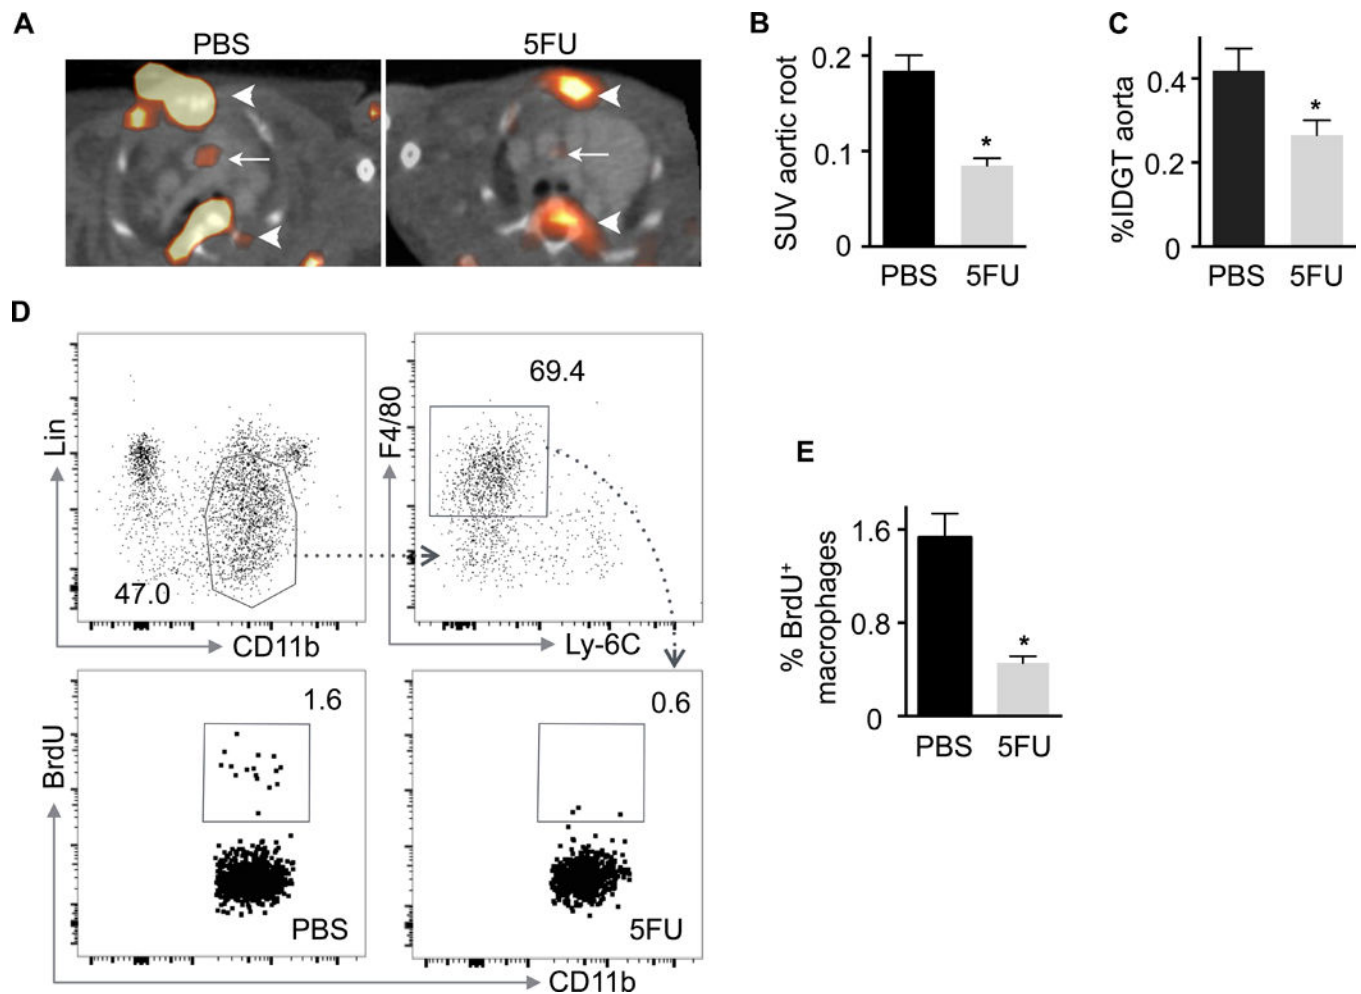 A
PBS
5FU
B
SUV aortic root
0.2
0.1
0
*
PBS
5FU
C
%IDGT aorta
0.4
0.2
0
*
PBS
5FU
D
Lin
47.0
CD11b
F4/80
69.4
Ly-6C
BrdU
1.6
PBS
0.6
5FU
CD11b
E
% BrdU⁺
macrophages
1.6
0.8
0
*
PBS
5FU